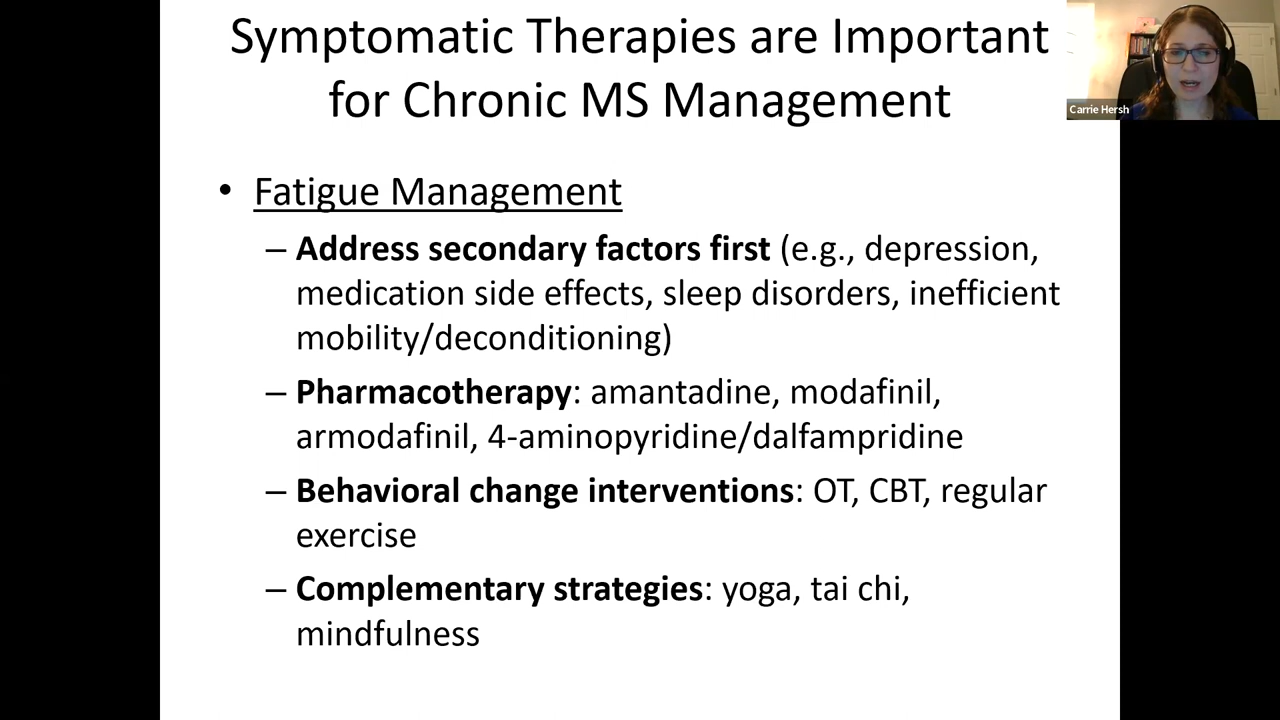 Symptomatic Therapies are Important
for Chronic MS Management
Carrie Hersh
• Fatigue Management
– Address secondary factors first (e.g., depression,
medication side effects, sleep disorders, inefficient
mobility/deconditioning)
– Pharmacotherapy: amantadine, modafinil,
armodafinil, 4-aminopyridine/dalfampridine
– Behavioral change interventions: OT, CBT, regular
exercise
– Complementary strategies: yoga, tai chi,
mindfulness